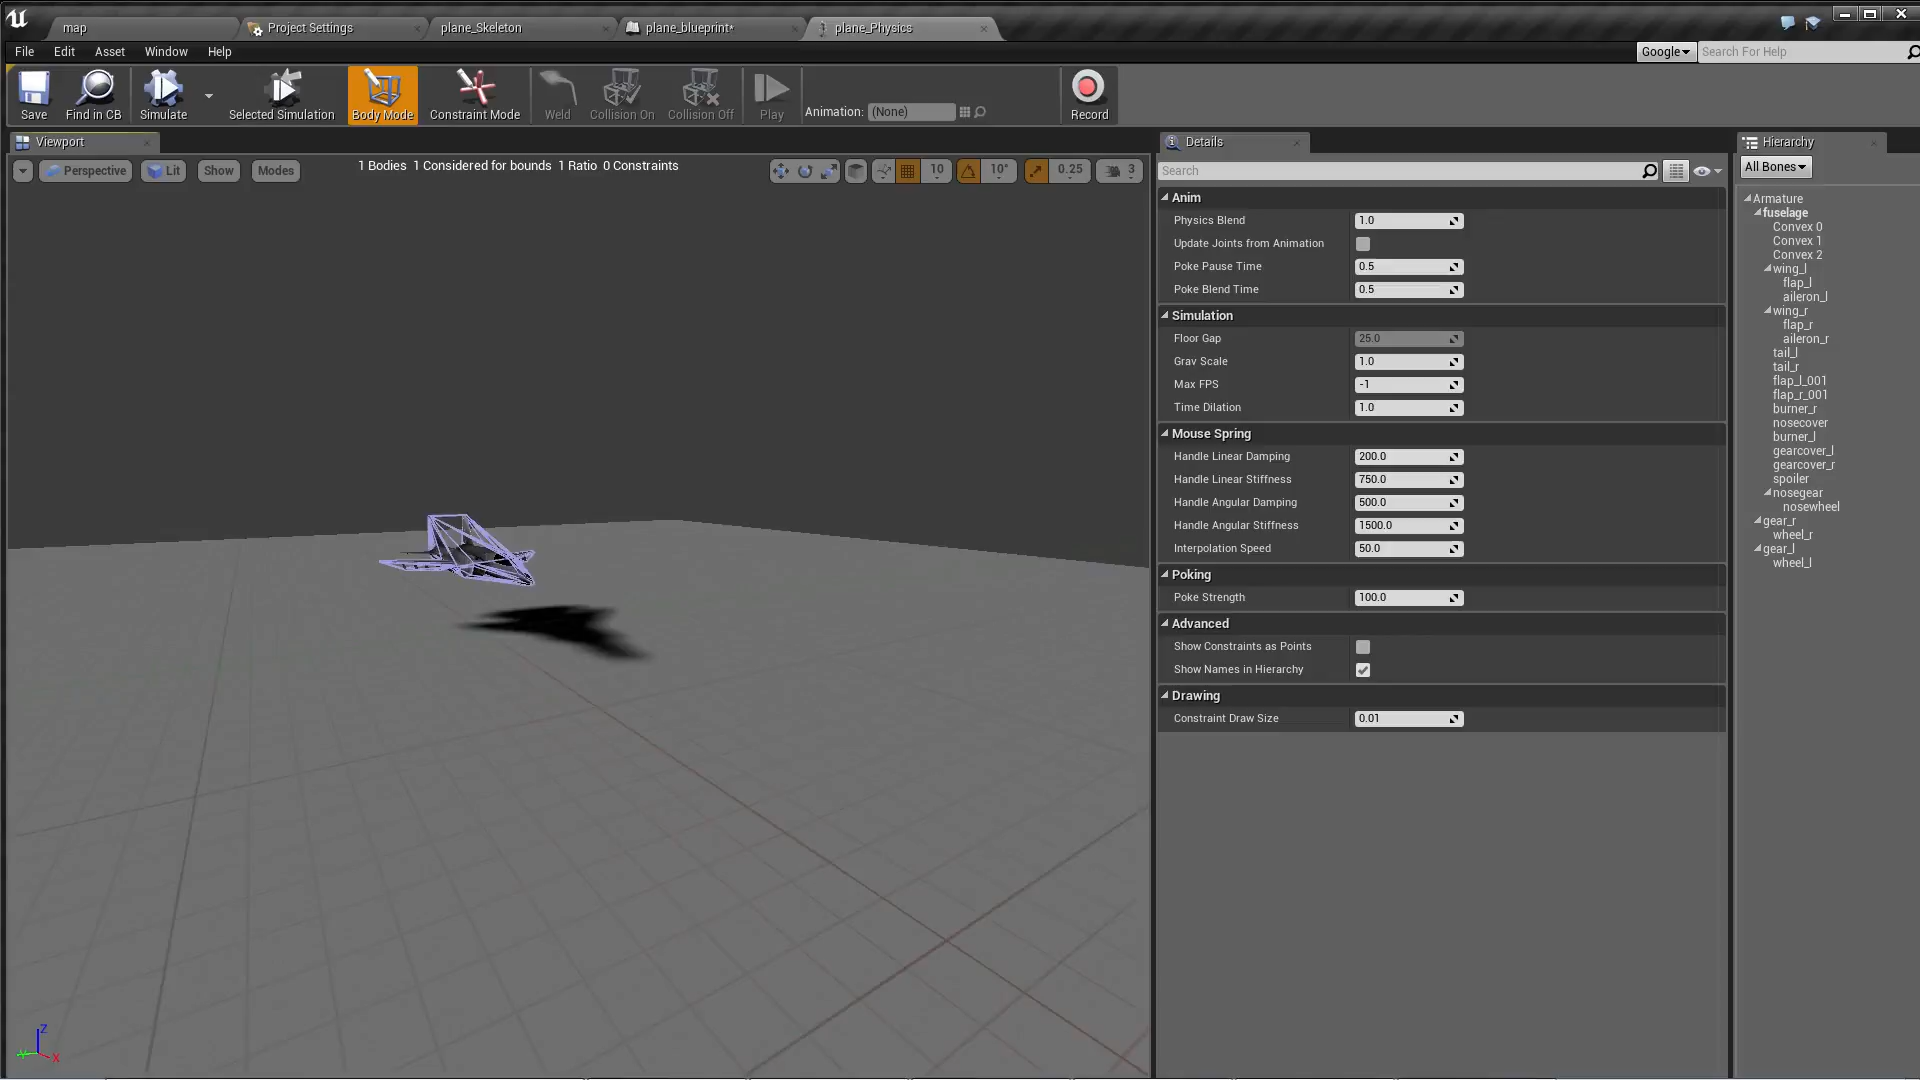 map
Project Settings
plane_Skeleton
plane_blueprint*
plane_Physics
File Edit Asset Window Help
Google
Search For Help
Save
Find in CB
Simulate
Selected Simulation
Body Mode
Constraint Mode
Weld
Collision On
Collision Off
Play
Animation: (None)
Record
Viewport
Perspective
Lit
Show
Modes
1 Bodies 1 Considered for bounds 1 Ratio 0 Constraints
10
10°
0.25
3
Z
Y
X
Details
Search
Anim
Physics Blend 1.0
Update Joints from Animation
Poke Pause Time 0.5
Poke Blend Time 0.5
Simulation
Floor Gap 25.0
Grav Scale 1.0
Max FPS -1
Time Dilation 1.0
Mouse Spring
Handle Linear Damping 200.0
Handle Linear Stiffness 750.0
Handle Angular Damping 500.0
Handle Angular Stiffness 1500.0
Interpolation Speed 50.0
Poking
Poke Strength 100.0
Advanced
Show Constraints as Points
Show Names in Hierarchy
Drawing
Constraint Draw Size 0.01
Hierarchy
All Bones
Armature
fuselage
Convex 0
Convex 1
Convex 2
wing_l
flap_l
aileron_l
wing_r
flap_r
aileron_r
tail_l
tail_r
flap_l_001
flap_r_001
burner_r
nosecover
burner_l
gearcover_l
gearcover_r
spoiler
nosegear
nosewheel
gear_r
wheel_r
gear_l
wheel_l